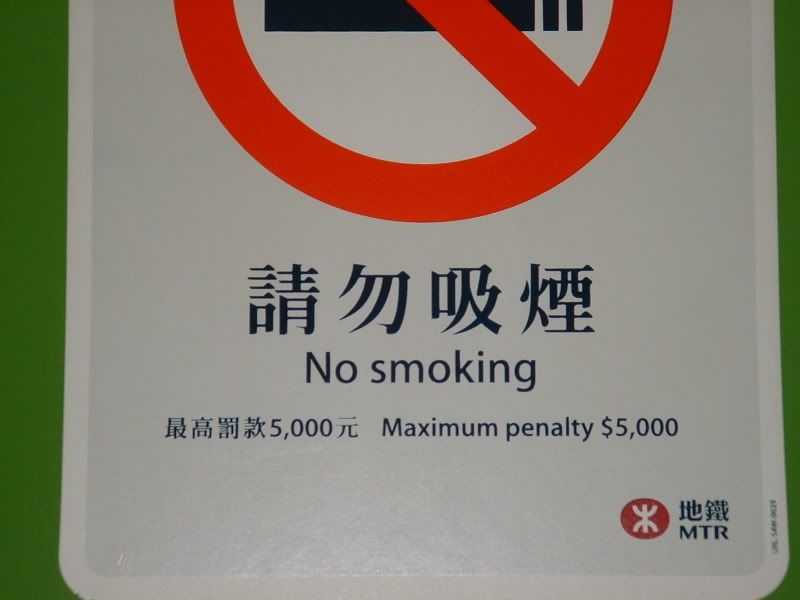 請勿吸煙
No smoking
最高罰款5,000元 Maximum penalty $5,000
地鐵
MTR